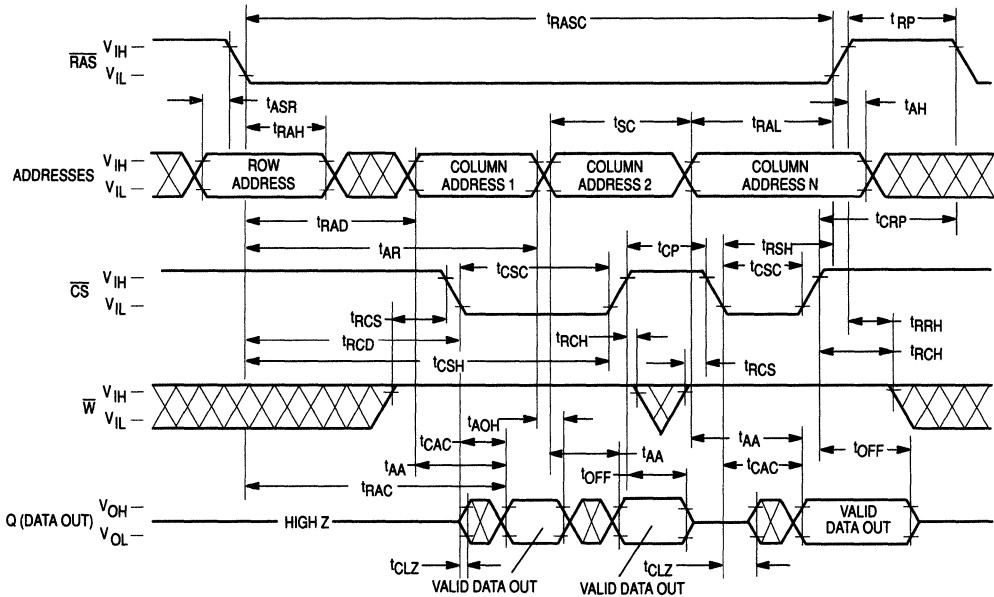 tRASC
tRP
RAS
VIH
VIL
tASR
tRAH
tSC
tRAL
tAH
ADDRESSES
VIH
VIL
ROW ADDRESS
COLUMN ADDRESS 1
COLUMN ADDRESS 2
COLUMN ADDRESS N
tRAD
tCRP
tAR
tCP
tRSH
tCSC
tCSC
CS
VIH
VIL
tRCS
tRCH
tRRH
tRCD
tRCH
tCSH
tRCS
W
VIH
VIL
tAOH
tCAC
tAA
tAA
tOFF
tAA
tOFF
tCAC
tRAC
Q (DATA OUT)
VOH
VOL
HIGH Z
VALID DATA OUT
tCLZ
VALID DATA OUT
VALID DATA OUT
tCLZ